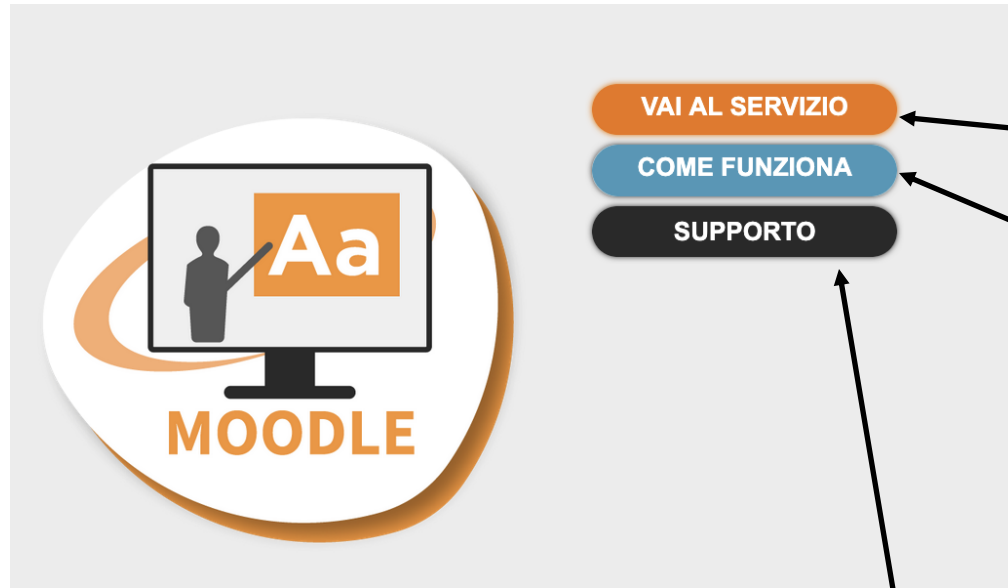 VAI AL SERVIZIO
COME FUNZIONA
SUPPORTO
Aa
MOODLE